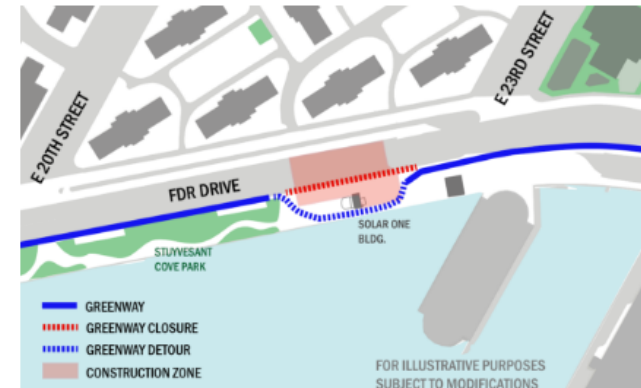 E 20TH STREET
E 23RD STREET
FDR DRIVE
SOLAR ONE
BLDG.
STUYVESANT
COVE PARK
GREENWAY
GREENWAY CLOSURE
GREENWAY DETOUR
CONSTRUCTION ZONE
FOR ILLUSTRATIVE PURPOSES
SUBJECT TO MODIFICATIONS